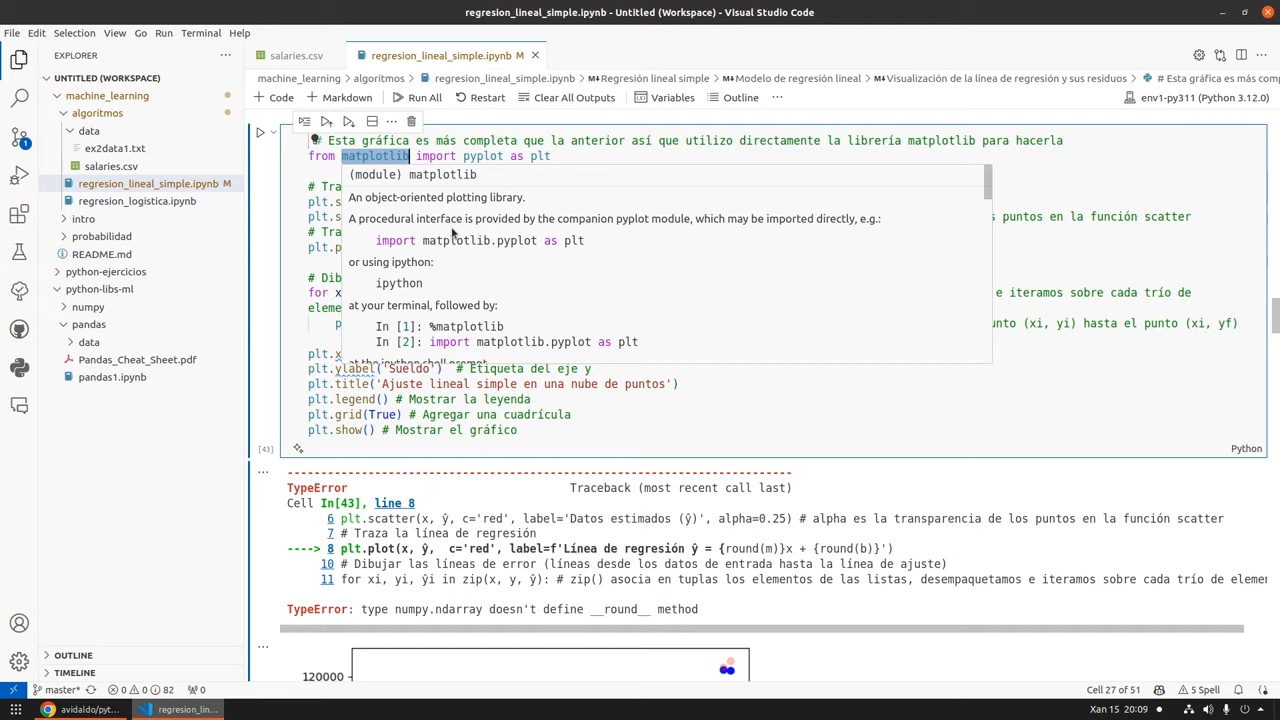 regresion_lineal_simple.ipynb - Untitled (Workspace) - Visual Studio Code
File Edit Selection View Go Run Terminal Help
EXPLORER
UNTITLED (WORKSPACE)
machine_learning
algoritmos
data
ex2data1.txt
salaries.csv
regresion_lineal_simple.ipynb M
regresion_logistica.ipynb
intro
probabilidad
README.md
python-ejercicios
python-libs-ml
numpy
pandas
data
Pandas_Cheat_Sheet.pdf
pandas1.ipynb
OUTLINE
TIMELINE
1
salaries.csv
regresion_lineal_simple.ipynb M
machine_learning > algoritmos > regresion_lineal_simple.ipynb > Regresión lineal simple > Modelo de regresión lineal > Visualización de la línea de regresión y sus residuos > # Esta gráfica es más comp
Code Markdown Run All Restart Clear All Outputs Variables Outline ... env1-py311 (Python 3.12.0)
# Esta gráfica es más completa que la anterior así que utilizo directamente la librería matplotlib para hacerla
from matplotlib import pyplot as plt
(module) matplotlib
An object-oriented plotting library.
A procedural interface is provided by the companion pyplot module, which may be imported directly, e.g.:
import matplotlib.pyplot as plt
or using ipython:
ipython
at your terminal, followed by:
In [1]: %matplotlib
In [2]: import matplotlib.pyplot as plt
at the ipython shell prompt.
# Tra
plt.s
plt.s s puntos en la función scatter
# Tra
plt.p
# Dib
for x e iteramos sobre cada trío de
eleme
p unto (xi, yi) hasta el punto (xi, yf)
plt.x
plt.ylabel('Sueldo') # Etiqueta del eje y
plt.title('Ajuste lineal simple en una nube de puntos')
plt.legend() # Mostrar la leyenda
plt.grid(True) # Agregar una cuadrícula
plt.show() # Mostrar el gráfico
[43]
Python
---------------------------------------------------------------------------
TypeError Traceback (most recent call last)
Cell In[43], line 8
6 plt.scatter(x, ŷ, c='red', label='Datos estimados (ŷ)', alpha=0.25) # alpha es la transparencia de los puntos en la función scatter
7 # Traza la línea de regresión
----> 8 plt.plot(x, ŷ, c='red', label=f'Línea de regresión ŷ = {round(m)}x + {round(b)}')
10 # Dibujar las líneas de error (líneas desde los datos de entrada hasta la línea de ajuste)
11 for xi, yi, ŷi in zip(x, y, ŷ): # zip() asocia en tuplas los elementos de las listas, desempaquetamos e iteramos sobre cada trío de elemen
TypeError: type numpy.ndarray doesn't define __round__ method
120000
master* 0 0 82 0 Cell 27 of 51 5 Spell
avidaldo/pyt... regresion_lin... Xan 15 20:09